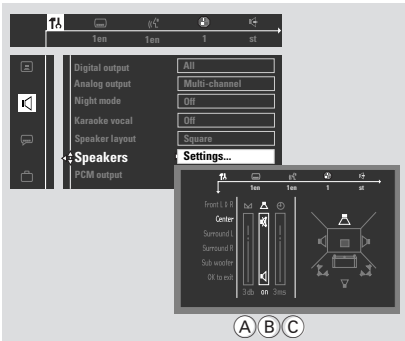 1en 1en 1 st
Digital output All
Analog output Multi-channel
Night mode Off
Karaoke vocal Off
Speaker layout Square
Speakers Settings...
PCM output
1en 1en 1 st
Front L & R
Center
Surround L
Surround R
Sub woofer
OK to exit
3db on 3ms
A B C